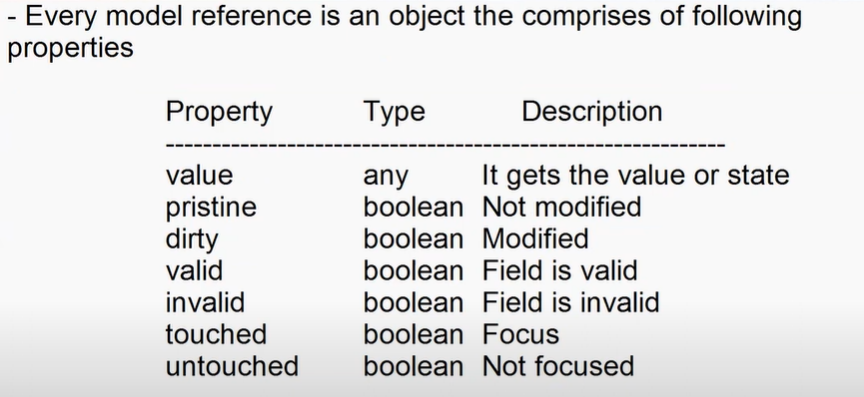 - Every model reference is an object the comprises of following
properties
Property Type Description
----------------------------------------------------------------
value any It gets the value or state
pristine boolean Not modified
dirty boolean Modified
valid boolean Field is valid
invalid boolean Field is invalid
touched boolean Focus
untouched boolean Not focused